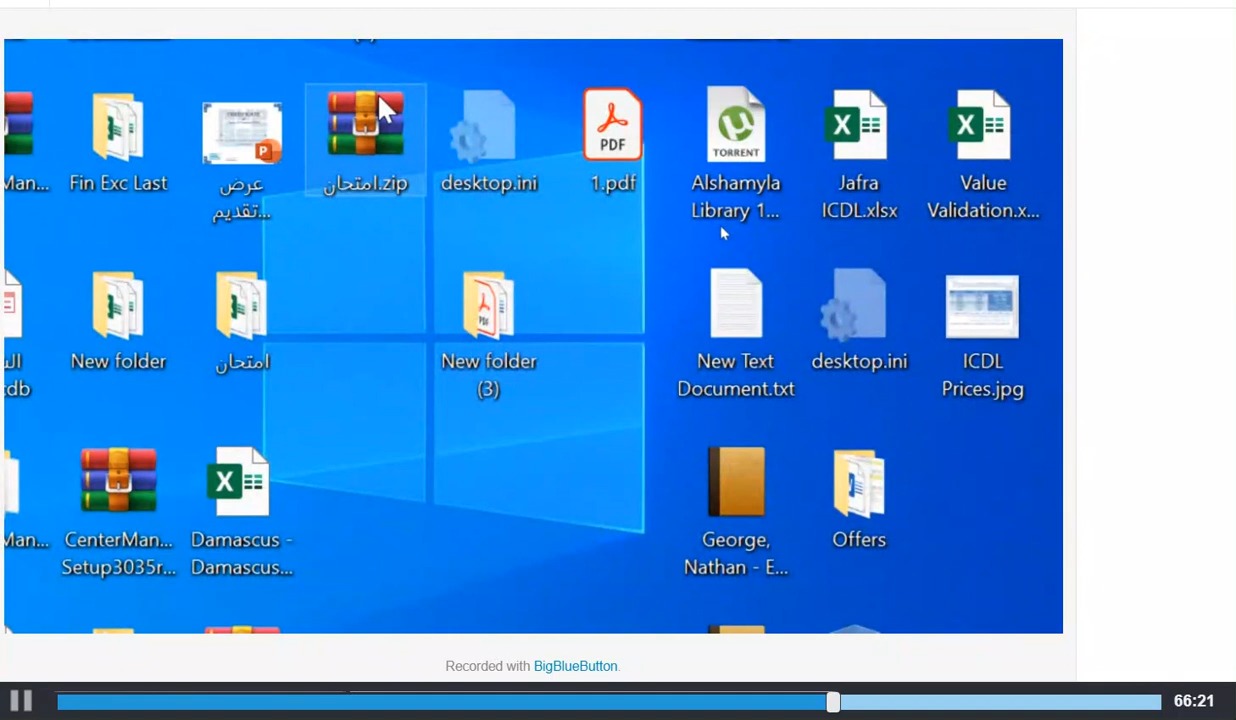 Man...
Fin Exc Last
عرض
تقديم...
امتحان.zip
desktop.ini
PDF
1.pdf
TORRENT
Alshamyla
Library 1...
Jafra
ICDL.xlsx
Value
Validation.x...
cdb
New folder
امتحان
PDF
New folder
(3)
New Text
Document.txt
desktop.ini
ICDL
Prices.jpg
Man...
CenterMan...
Setup3035r...
Damascus -
Damascus...
George,
Nathan - E...
Offers
Recorded with BigBlueButton.
66:21